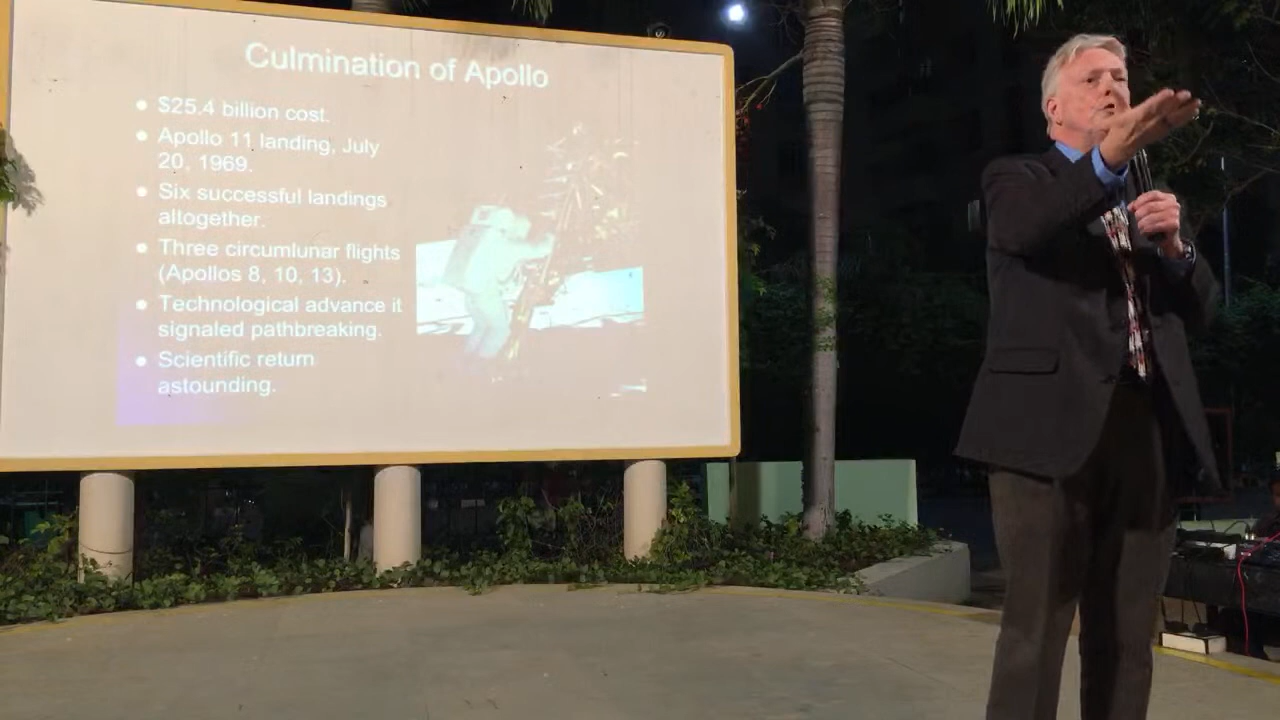 Culmination of Apollo
● $25.4 billion cost.
● Apollo 11 landing, July
20, 1969.
● Six successful landings
altogether.
● Three circumlunar flights
(Apollos 8, 10, 13).
● Technological advance it
signaled pathbreaking.
● Scientific return
astounding.